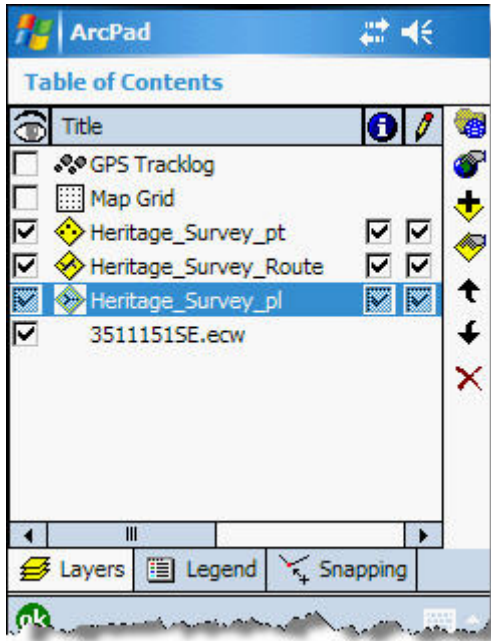 ArcPad
Table of Contents
Title
GPS Tracklog
Map Grid
Heritage_Survey_pt
Heritage_Survey_Route
Heritage_Survey_pl
3511151SE.ecw
Layers Legend Snapping
ok